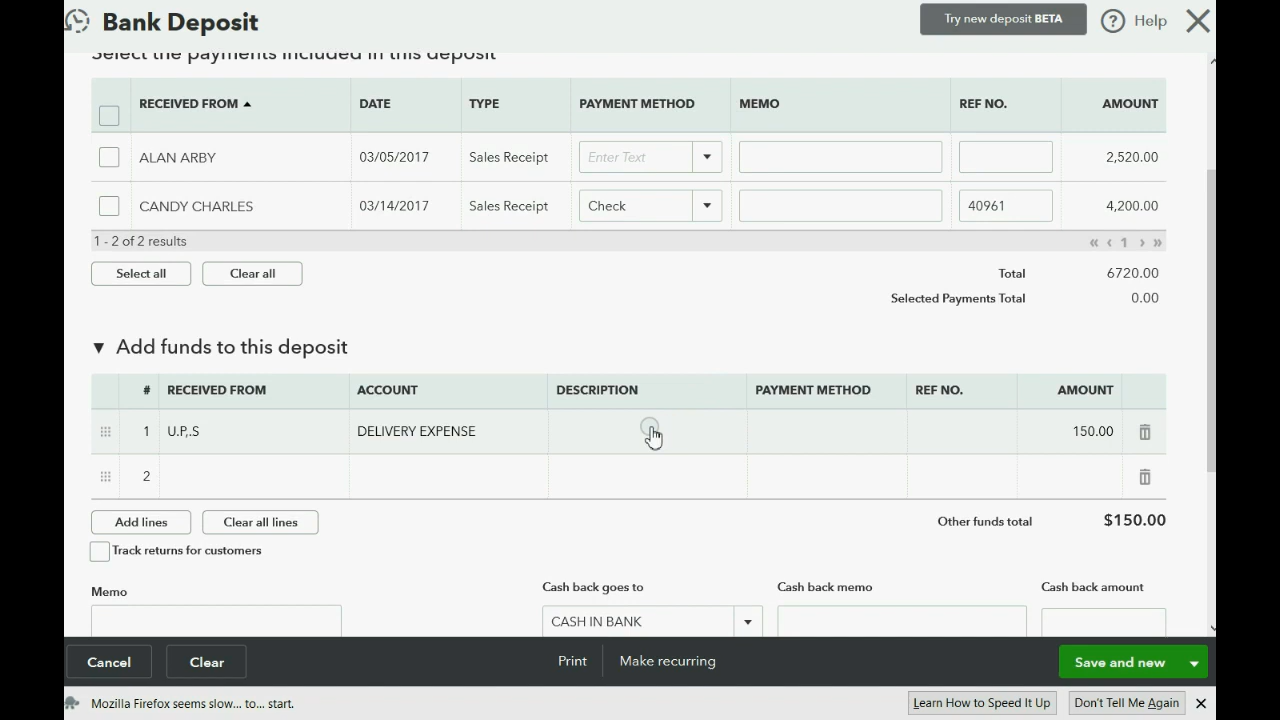 Bank Deposit
Try new deposit BETA
? Help
Select the payments included in this deposit
RECEIVED FROM DATE TYPE PAYMENT METHOD MEMO REF NO. AMOUNT
ALAN ARBY 03/05/2017 Sales Receipt Enter Text 2,520.00
CANDY CHARLES 03/14/2017 Sales Receipt Check 40961 4,200.00
1 - 2 of 2 results « ‹ 1 › »
Select all Clear all Total 6720.00
Selected Payments Total 0.00
Add funds to this deposit
# RECEIVED FROM ACCOUNT DESCRIPTION PAYMENT METHOD REF NO. AMOUNT
1 U.P,.S DELIVERY EXPENSE 150.00
2
Add lines Clear all lines Other funds total $150.00
Track returns for customers
Memo Cash back goes to Cash back memo Cash back amount
CASH IN BANK
Cancel Clear Print Make recurring Save and new
Mozilla Firefox seems slow... to... start. Learn How to Speed It Up Don't Tell Me Again